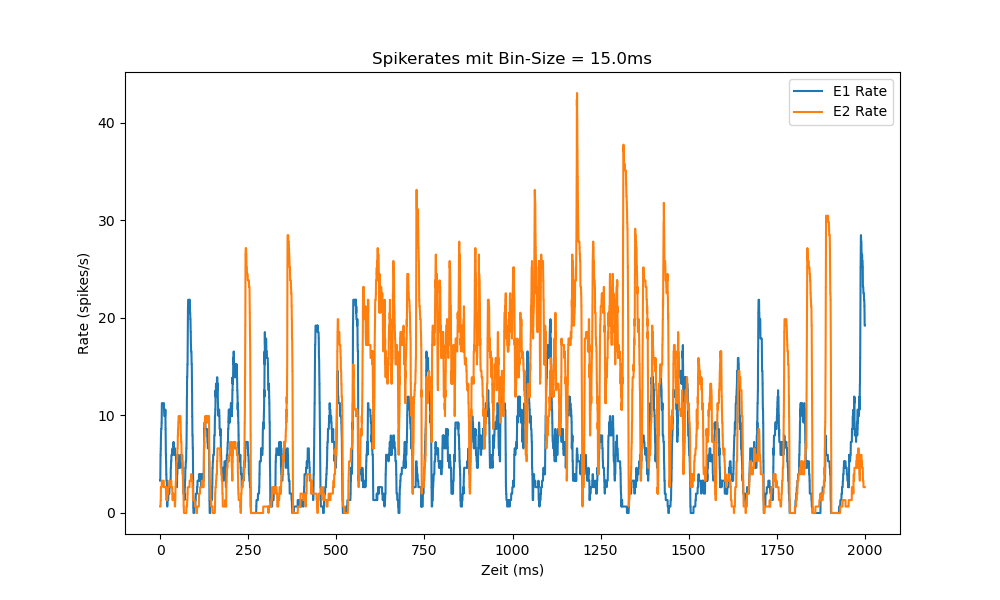 Spikerates mit Bin-Size = 15.0ms
E1 Rate
E2 Rate
Rate (spikes/s)
40
30
20
10
0
0 250 500 750 1000 1250 1500 1750 2000
Zeit (ms)